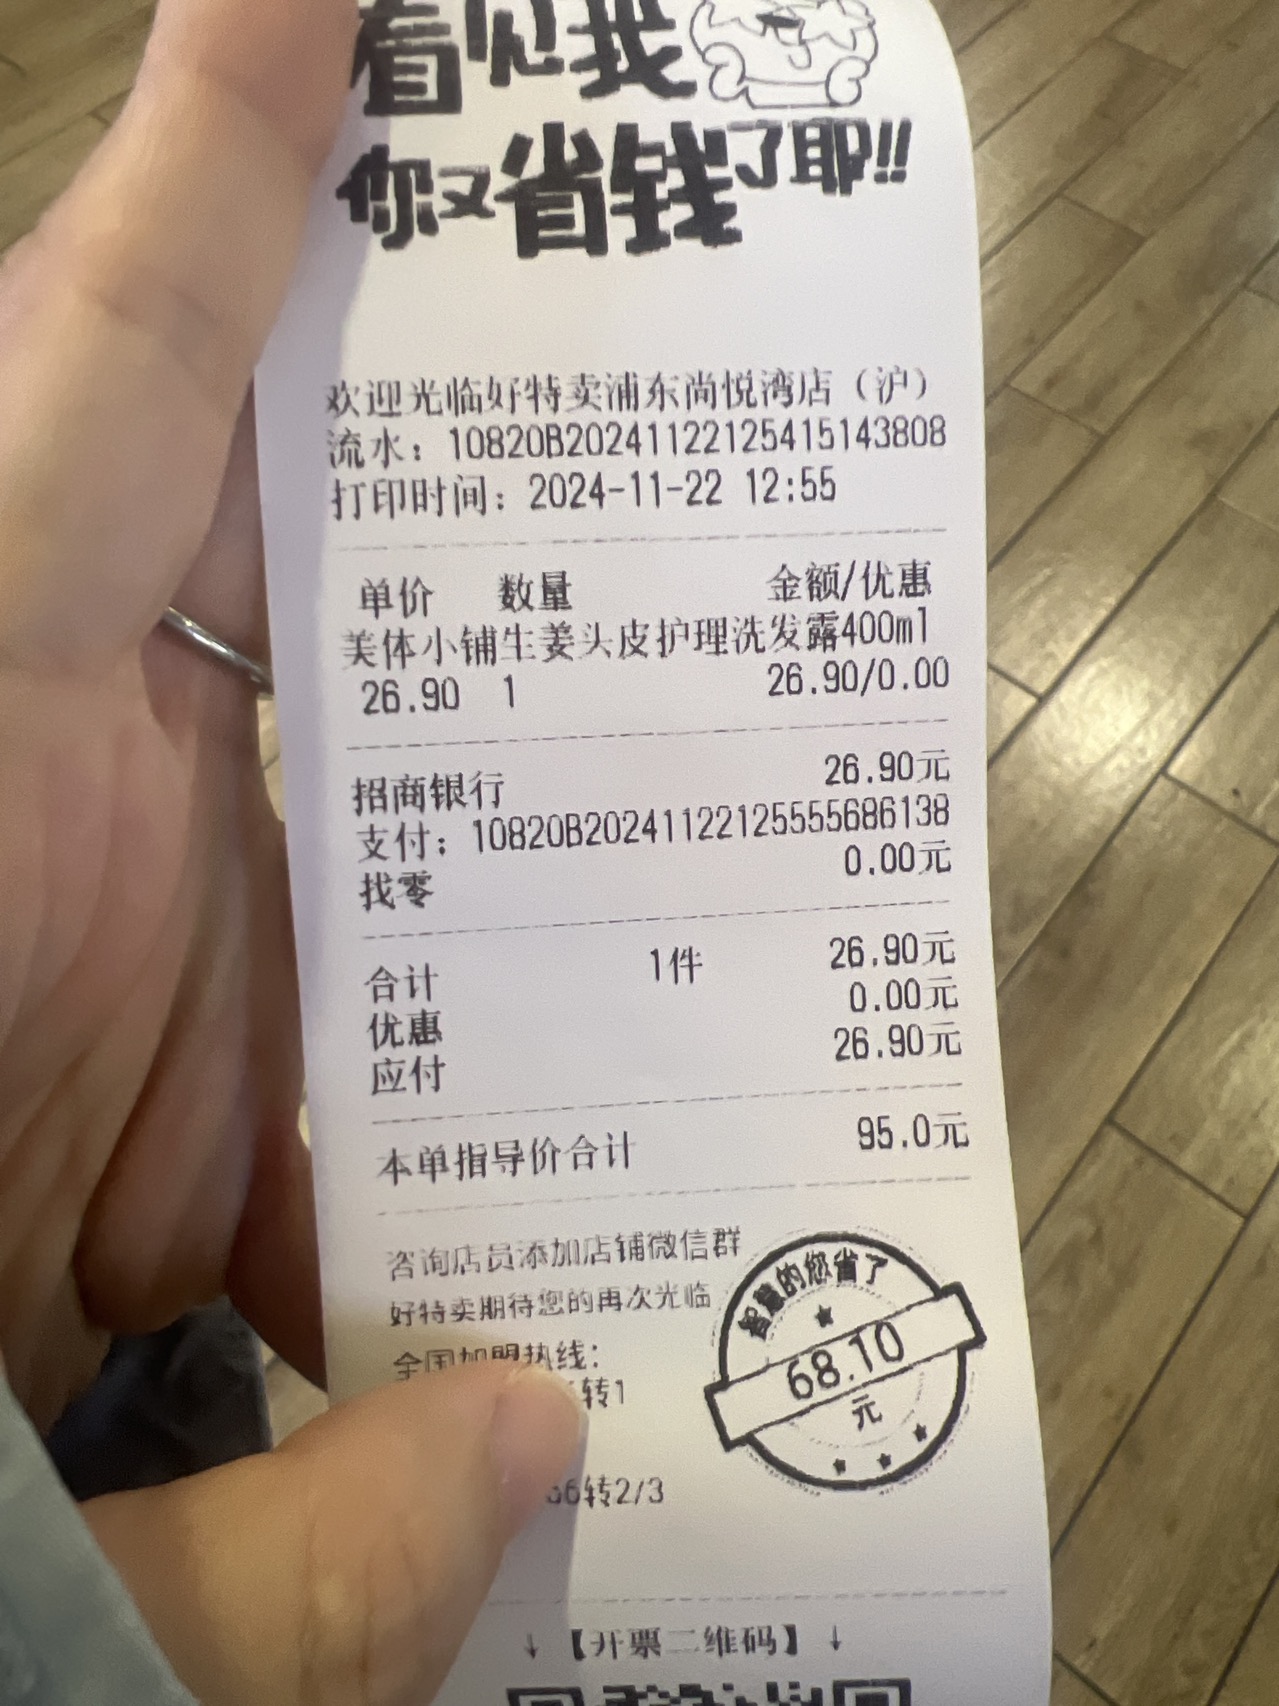 看见我
你又省钱了耶!!
欢迎光临好特卖浦东尚悦湾店（沪）
流水：10820B20241122125415143808
打印时间：2024-11-22 12:55
单价 数量 金额/优惠
美体小铺生姜头皮护理洗发露400ml
26.90 1 26.90/0.00
招商银行 26.90元
支付：10820B20241122125555686138
找零 0.00元
合计 1件 26.90元
优惠 0.00元
应付 26.90元
本单指导价合计 95.0元
咨询店员添加店铺微信群
好特卖期待您的再次光临
全国加盟热线：
转1
66转2/3
智慧的您省了
68.10
元
↓【开票二维码】↓